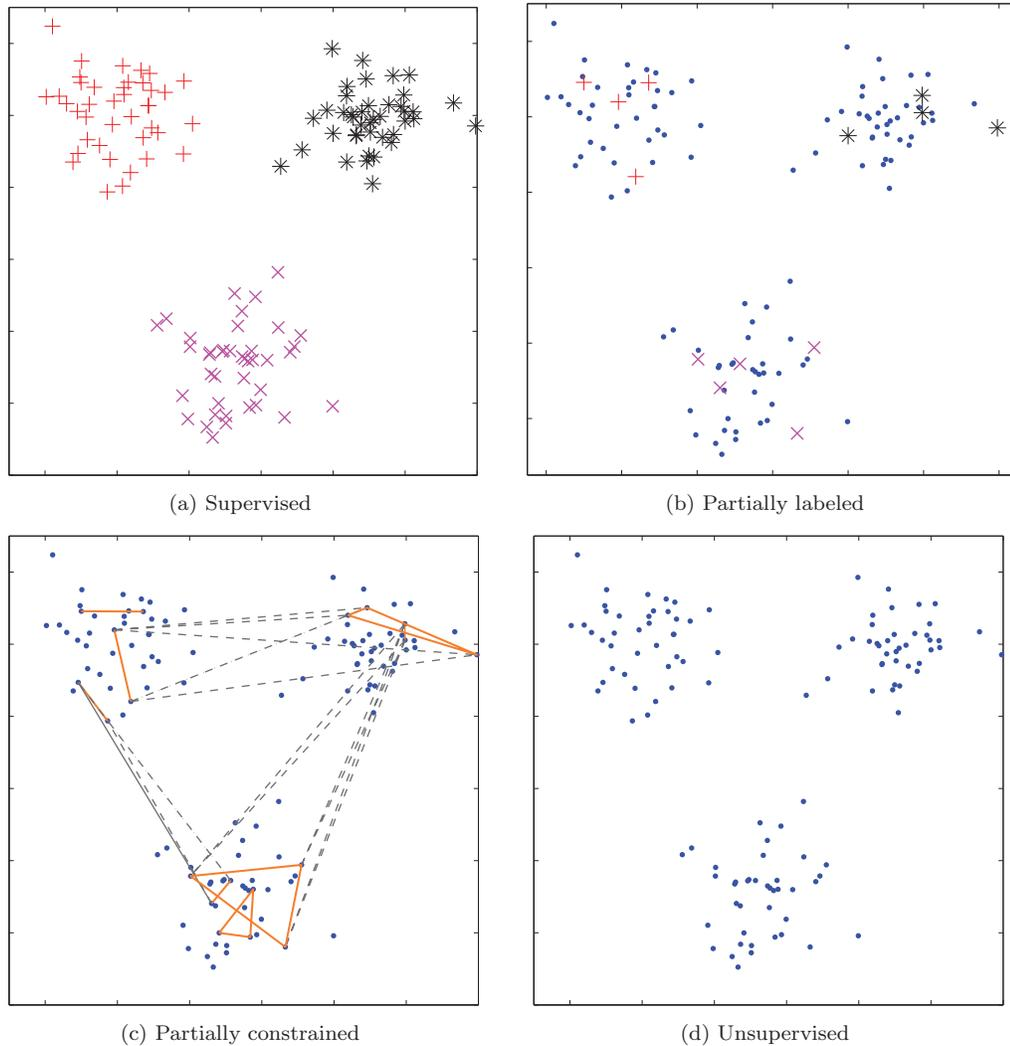 (a) Supervised
(b) Partially labeled
(c) Partially constrained
(d) Unsupervised